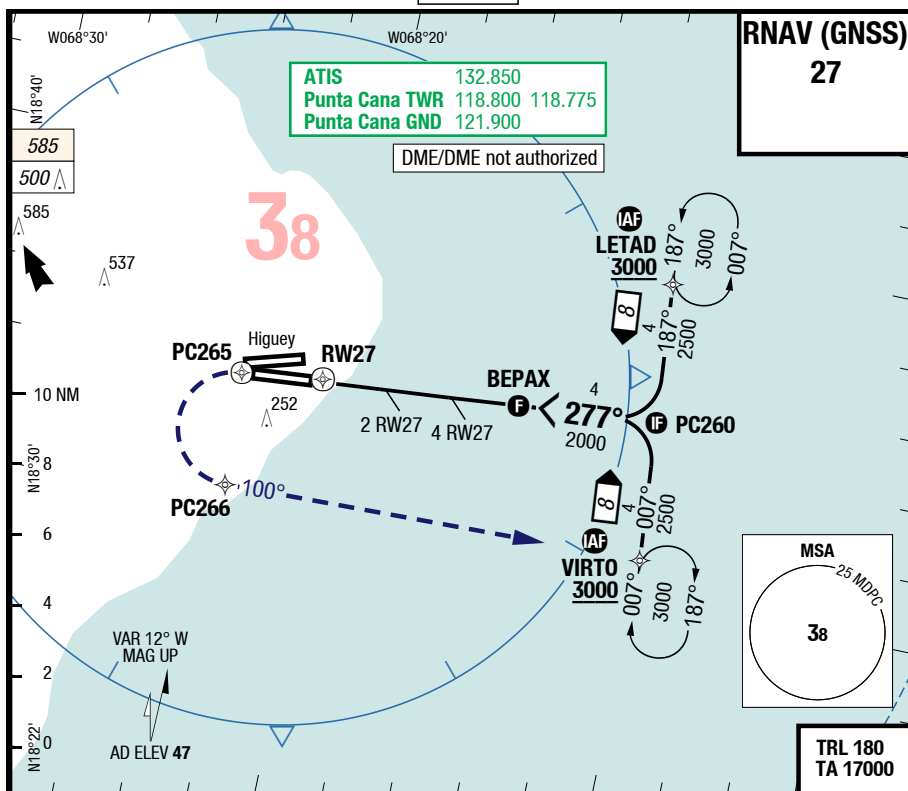 W068°30'
W068°20'
RNAV (GNSS)
27
N18°40'
ATIS 132.850
Punta Cana TWR 118.800 118.775
Punta Cana GND 121.900
DME/DME not authorized
585
500
585
537
38
IAF
LETAD
3000
187°
3000
007°
8
4
187°
2500
Higuey
PC265
RW27
BEPAX
F
4
277°
2000
IF PC260
252
2 RW27
4 RW27
10 NM
N18°30'
8
6
4
2
0
PC266
100°
8
4
007°
2500
IAF
VIRTO
3000
007°
3000
187°
MSA
25 MDPC
38
VAR 12° W
MAG UP
AD ELEV 47
N18°22'
TRL 180
TA 17000